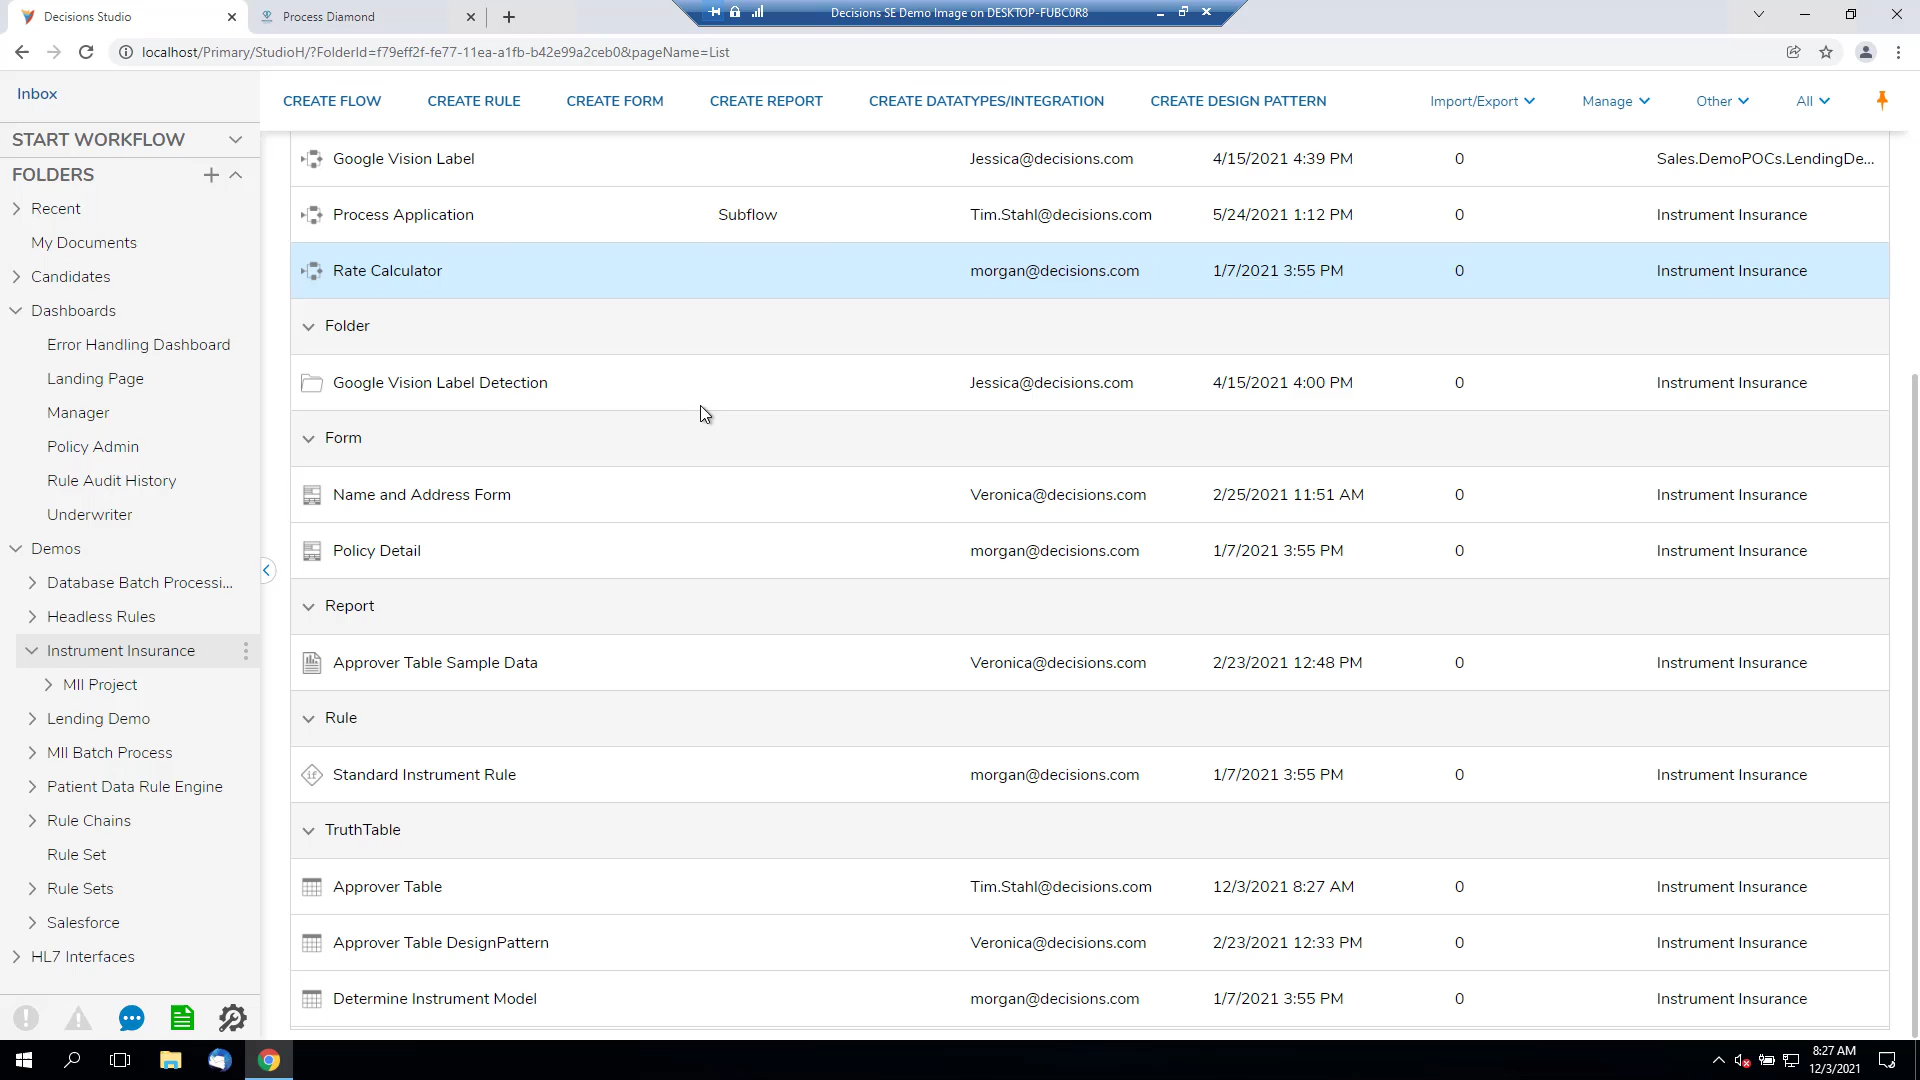 Decisions Studio
Process Diamond
Decisions SE Demo Image on DESKTOP-FUBC0R8
localhost/Primary/StudioH/?FolderId=f79eff2f-fe77-11ea-a1fb-b42e99a2ceb0&pageName=List
Inbox
CREATE FLOW CREATE RULE CREATE FORM CREATE REPORT CREATE DATATYPES/INTEGRATION CREATE DESIGN PATTERN Import/Export Manage Other All
START WORKFLOW
FOLDERS
Recent
My Documents
Candidates
Dashboards
Error Handling Dashboard
Landing Page
Manager
Policy Admin
Rule Audit History
Underwriter
Demos
Database Batch Processi...
Headless Rules
Instrument Insurance
MII Project
Lending Demo
MII Batch Process
Patient Data Rule Engine
Rule Chains
Rule Set
Rule Sets
Salesforce
HL7 Interfaces
Google Vision Label Jessica@decisions.com 4/15/2021 4:39 PM 0 Sales.DemoPOCs.LendingDe...
Process Application Subflow Tim.Stahl@decisions.com 5/24/2021 1:12 PM 0 Instrument Insurance
Rate Calculator morgan@decisions.com 1/7/2021 3:55 PM 0 Instrument Insurance
Folder
Google Vision Label Detection Jessica@decisions.com 4/15/2021 4:00 PM 0 Instrument Insurance
Form
Name and Address Form Veronica@decisions.com 2/25/2021 11:51 AM 0 Instrument Insurance
Policy Detail morgan@decisions.com 1/7/2021 3:55 PM 0 Instrument Insurance
Report
Approver Table Sample Data Veronica@decisions.com 2/23/2021 12:48 PM 0 Instrument Insurance
Rule
if Standard Instrument Rule morgan@decisions.com 1/7/2021 3:55 PM 0 Instrument Insurance
TruthTable
Approver Table Tim.Stahl@decisions.com 12/3/2021 8:27 AM 0 Instrument Insurance
Approver Table DesignPattern Veronica@decisions.com 2/23/2021 12:33 PM 0 Instrument Insurance
Determine Instrument Model morgan@decisions.com 1/7/2021 3:55 PM 0 Instrument Insurance
8:27 AM
12/3/2021